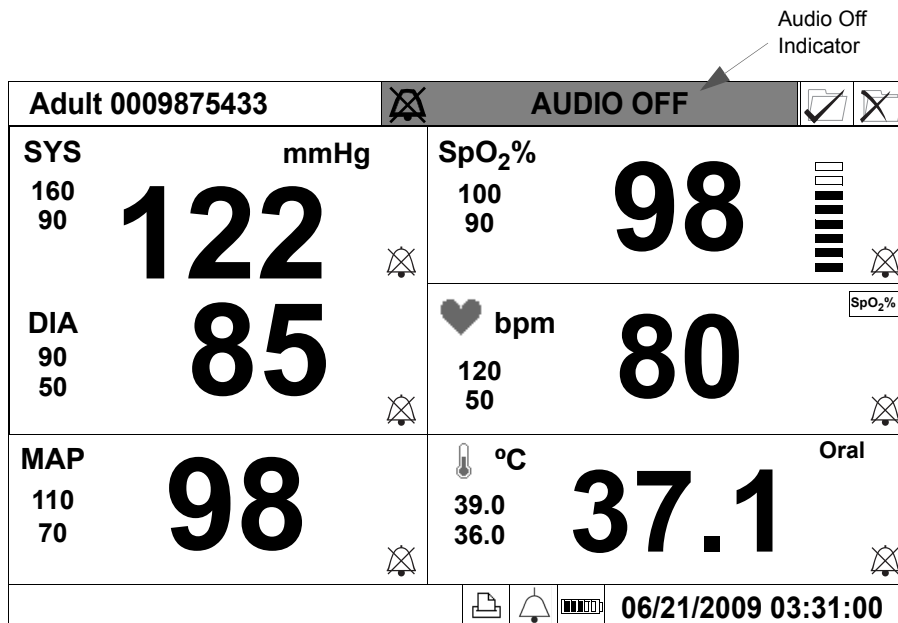 Audio Off
Indicator
Adult 0009875433
AUDIO OFF
SYS
mmHg
160
90
122
DIA
90
50
85
MAP
110
70
98
SpO2%
100
90
98
SpO2%
bpm
120
50
80
ºC
Oral
39.0
36.0
37.1
06/21/2009 03:31:00